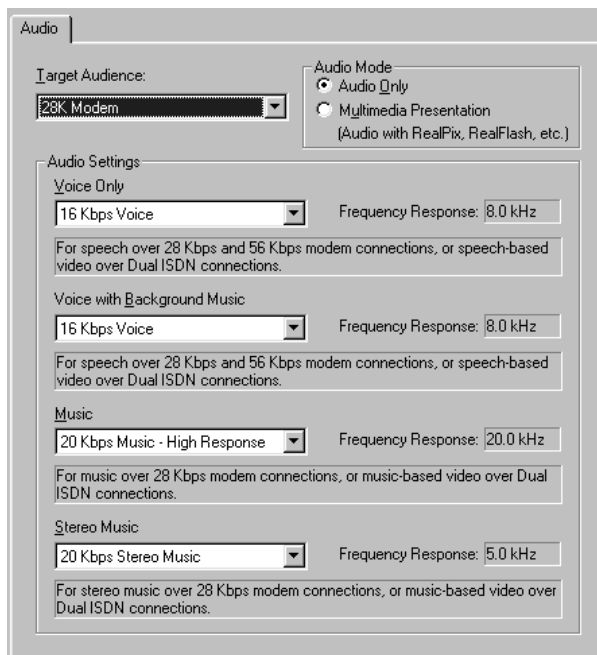 Audio
Target Audience:
28K Modem
Audio Mode
Audio Only
Multimedia Presentation
(Audio with RealPix, RealFlash, etc.)
Audio Settings
Voice Only
16 Kbps Voice
Frequency Response: 8.0 kHz
For speech over 28 Kbps and 56 Kbps modem connections, or speech-based
video over Dual ISDN connections.
Voice with Background Music
16 Kbps Voice
Frequency Response: 8.0 kHz
For speech over 28 Kbps and 56 Kbps modem connections, or speech-based
video over Dual ISDN connections.
Music
20 Kbps Music - High Response
Frequency Response: 20.0 kHz
For music over 28 Kbps modem connections, or music-based video over Dual
ISDN connections.
Stereo Music
20 Kbps Stereo Music
Frequency Response: 5.0 kHz
For stereo music over 28 Kbps modem connections, or music-based video over
Dual ISDN connections.